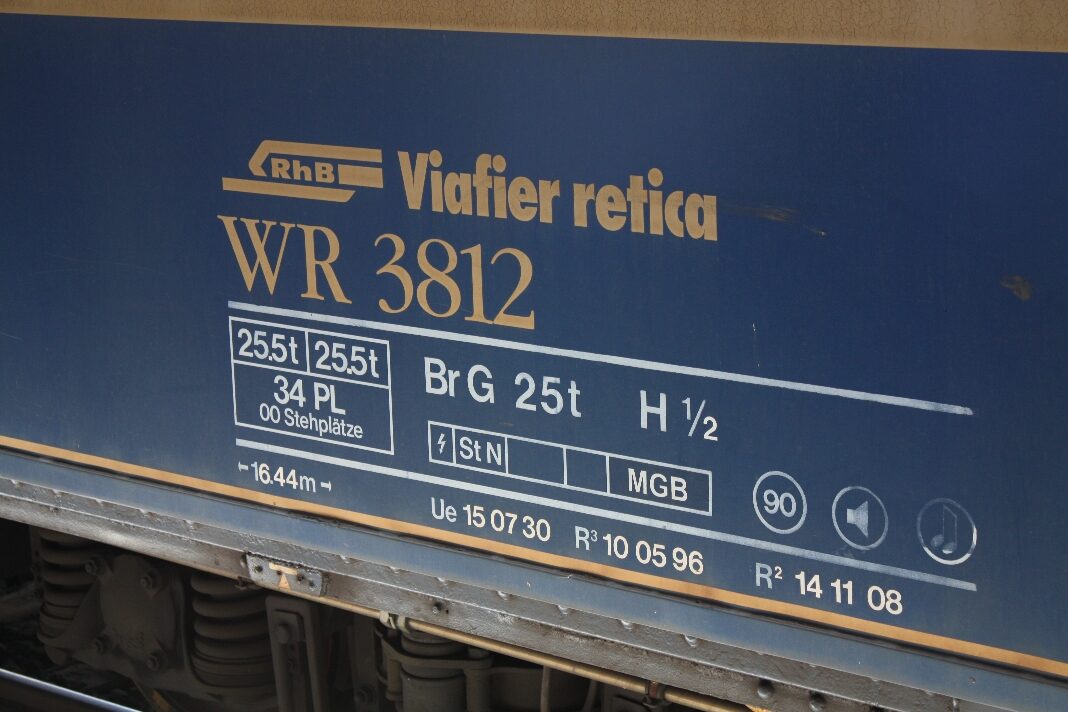 RhB Viafier retica
WR 3812
25.5t 25.5t
34 PL
00 Stehplätze
Br G 25t H ½
St N MGB
90
←16.44m→
Ue 15 07 30 R³ 10 05 96 R² 14 11 08